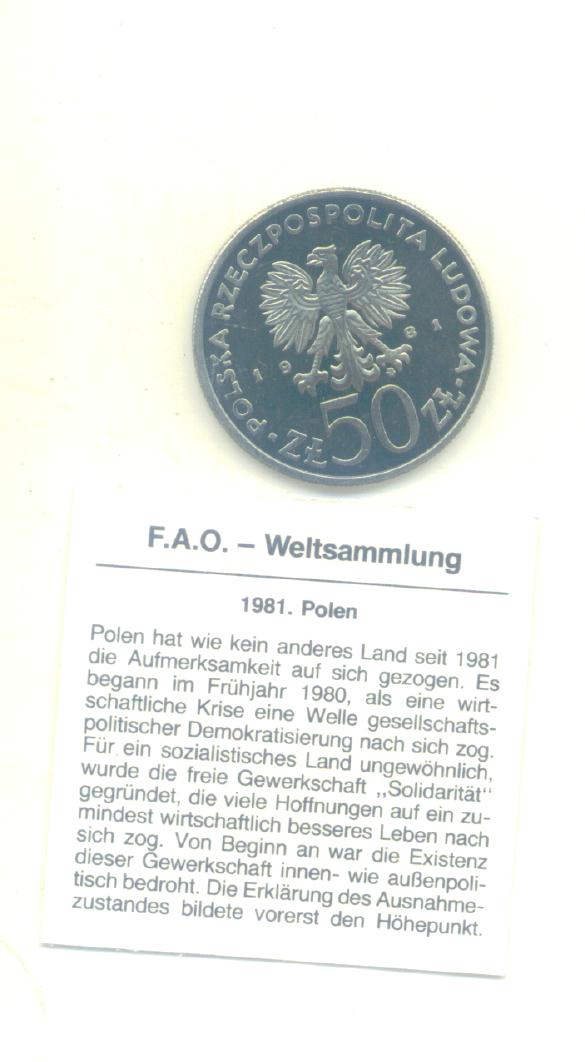 · POLSKA RZECZPOSPOLITA LUDOWA ·
1 9 8 1
ZŁ 50 ZŁ
F.A.O. – Weltsammlung
1981. Polen
Polen hat wie kein anderes Land seit 1981
die Aufmerksamkeit auf sich gezogen. Es
begann im Frühjahr 1980, als eine wirt-
schaftliche Krise eine Welle gesellschafts-
politischer Demokratisierung nach sich zog.
Für ein sozialistisches Land ungewöhnlich,
wurde die freie Gewerkschaft „Solidarität“
gegründet, die viele Hoffnungen auf ein zu-
mindest wirtschaftlich besseres Leben nach
sich zog. Von Beginn an war die Existenz
dieser Gewerkschaft innen- wie außenpoli-
tisch bedroht. Die Erklärung des Ausnahme-
zustandes bildete vorerst den Höhepunkt.